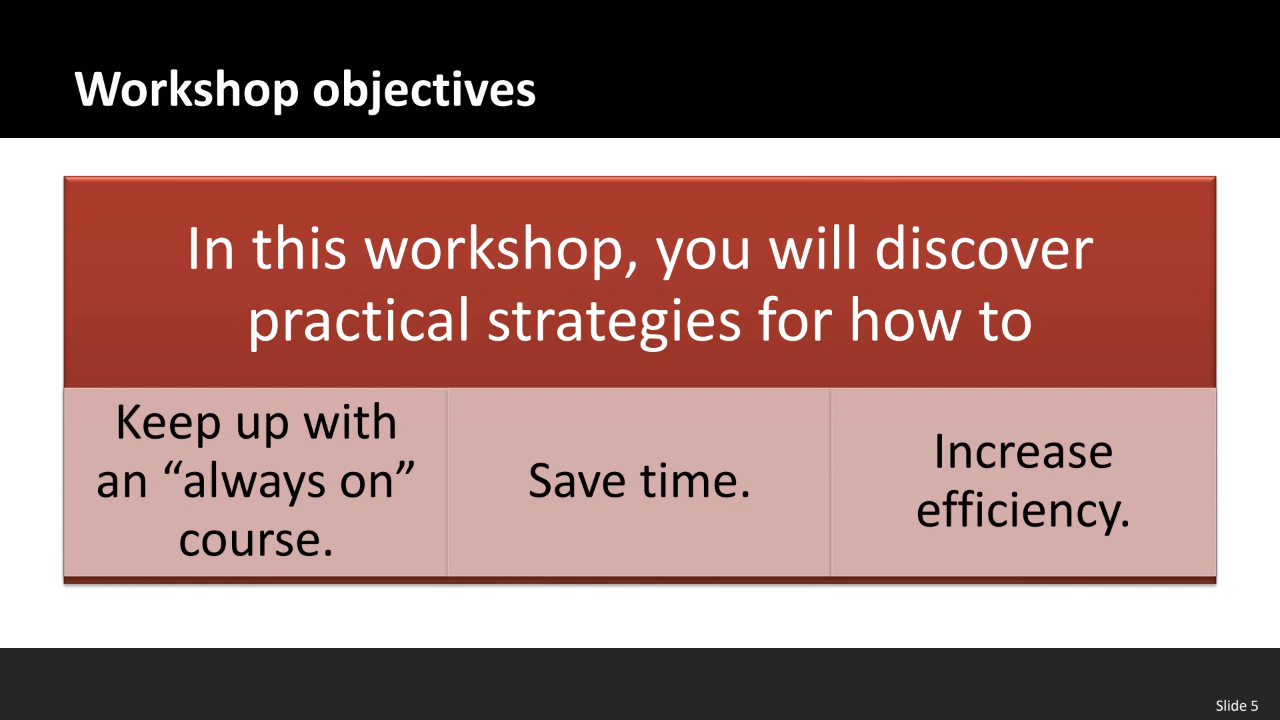 Workshop objectives
In this workshop, you will discover
practical strategies for how to
Keep up with
an “always on”
course.
Save time.
Increase
efficiency.
Slide 5